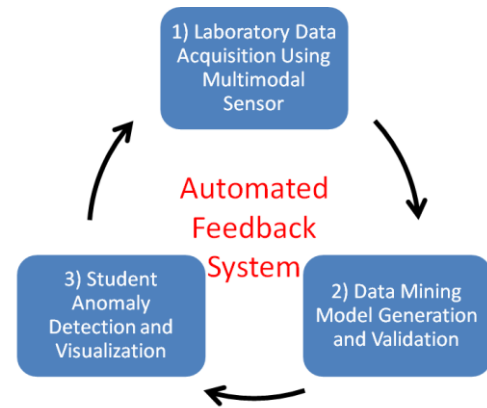 1) Laboratory Data
Acquisition Using
Multimodal
Sensor
Automated
Feedback
System
3) Student
Anomaly
Detection and
Visualization
2) Data Mining
Model Generation
and Validation